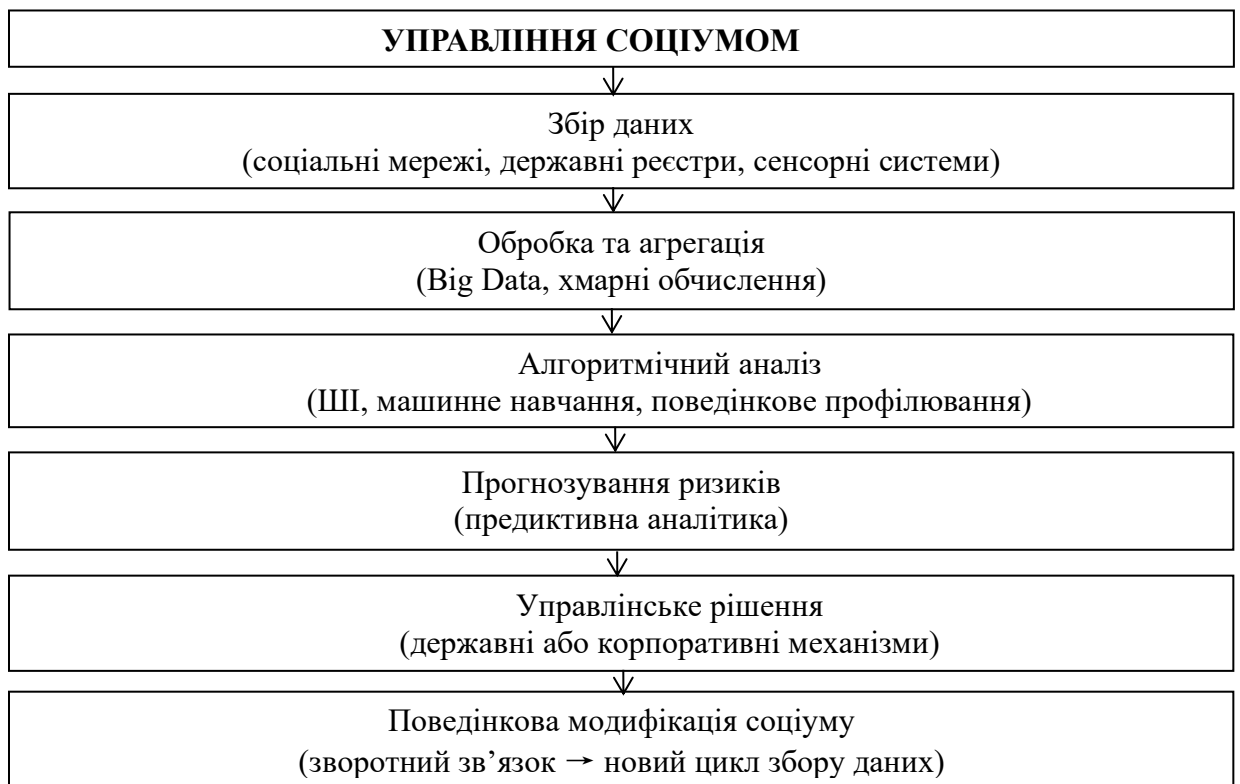 УПРАВЛІННЯ СОЦІУМОМ
Збір даних
(соціальні мережі, державні реєстри, сенсорні системи)
Обробка та агрегація
(Big Data, хмарні обчислення)
Алгоритмічний аналіз
(ШІ, машинне навчання, поведінкове профілювання)
Прогнозування ризиків
(предиктивна аналітика)
Управлінське рішення
(державні або корпоративні механізми)
Поведінкова модифікація соціуму
(зворотний зв’язок → новий цикл збору даних)